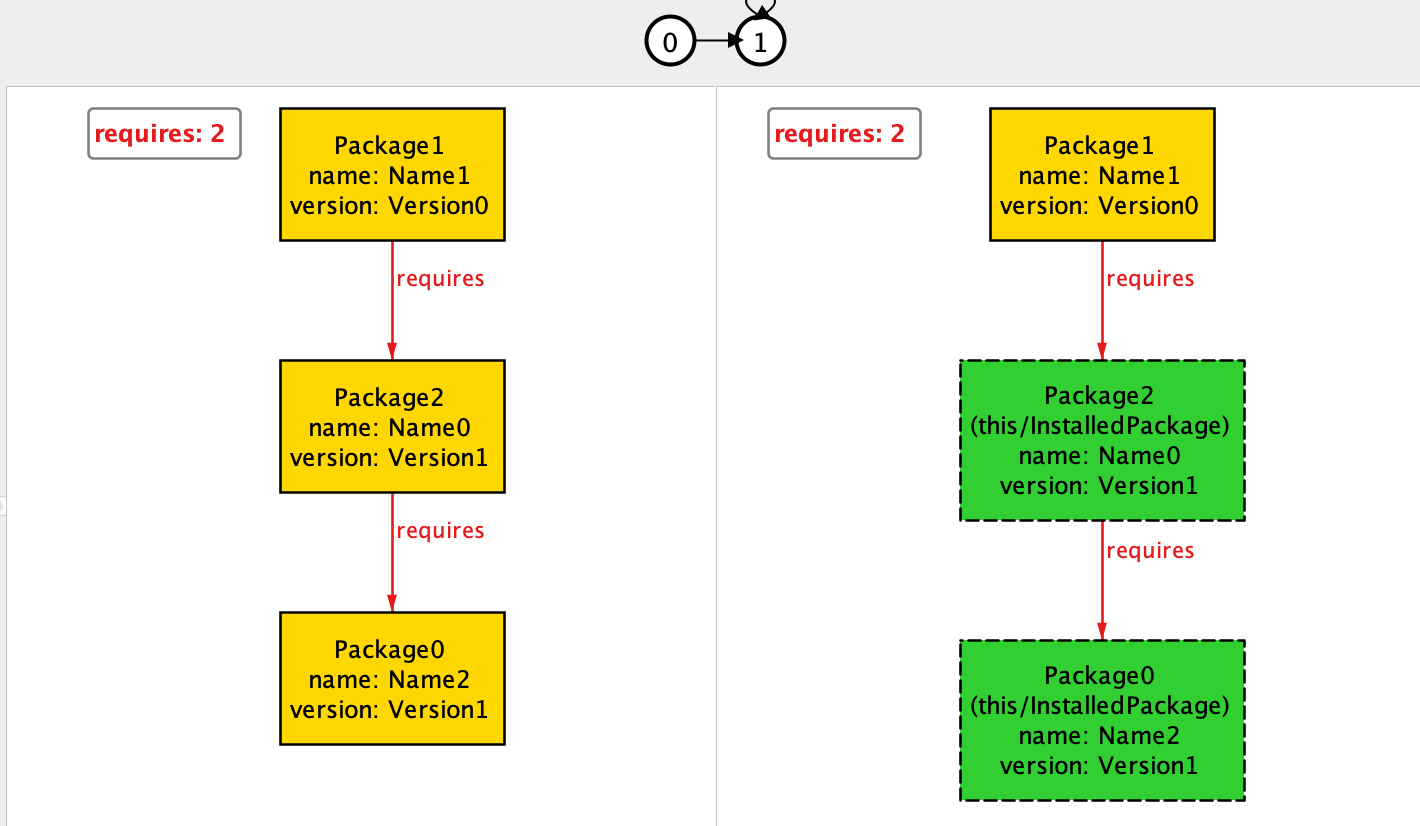 0
1
requires: 2
Package1
name: Name1
version: Version0
requires
Package2
name: Name0
version: Version1
requires
Package0
name: Name2
version: Version1
requires: 2
Package1
name: Name1
version: Version0
requires
Package2
(this/InstalledPackage)
name: Name0
version: Version1
requires
Package0
(this/InstalledPackage)
name: Name2
version: Version1